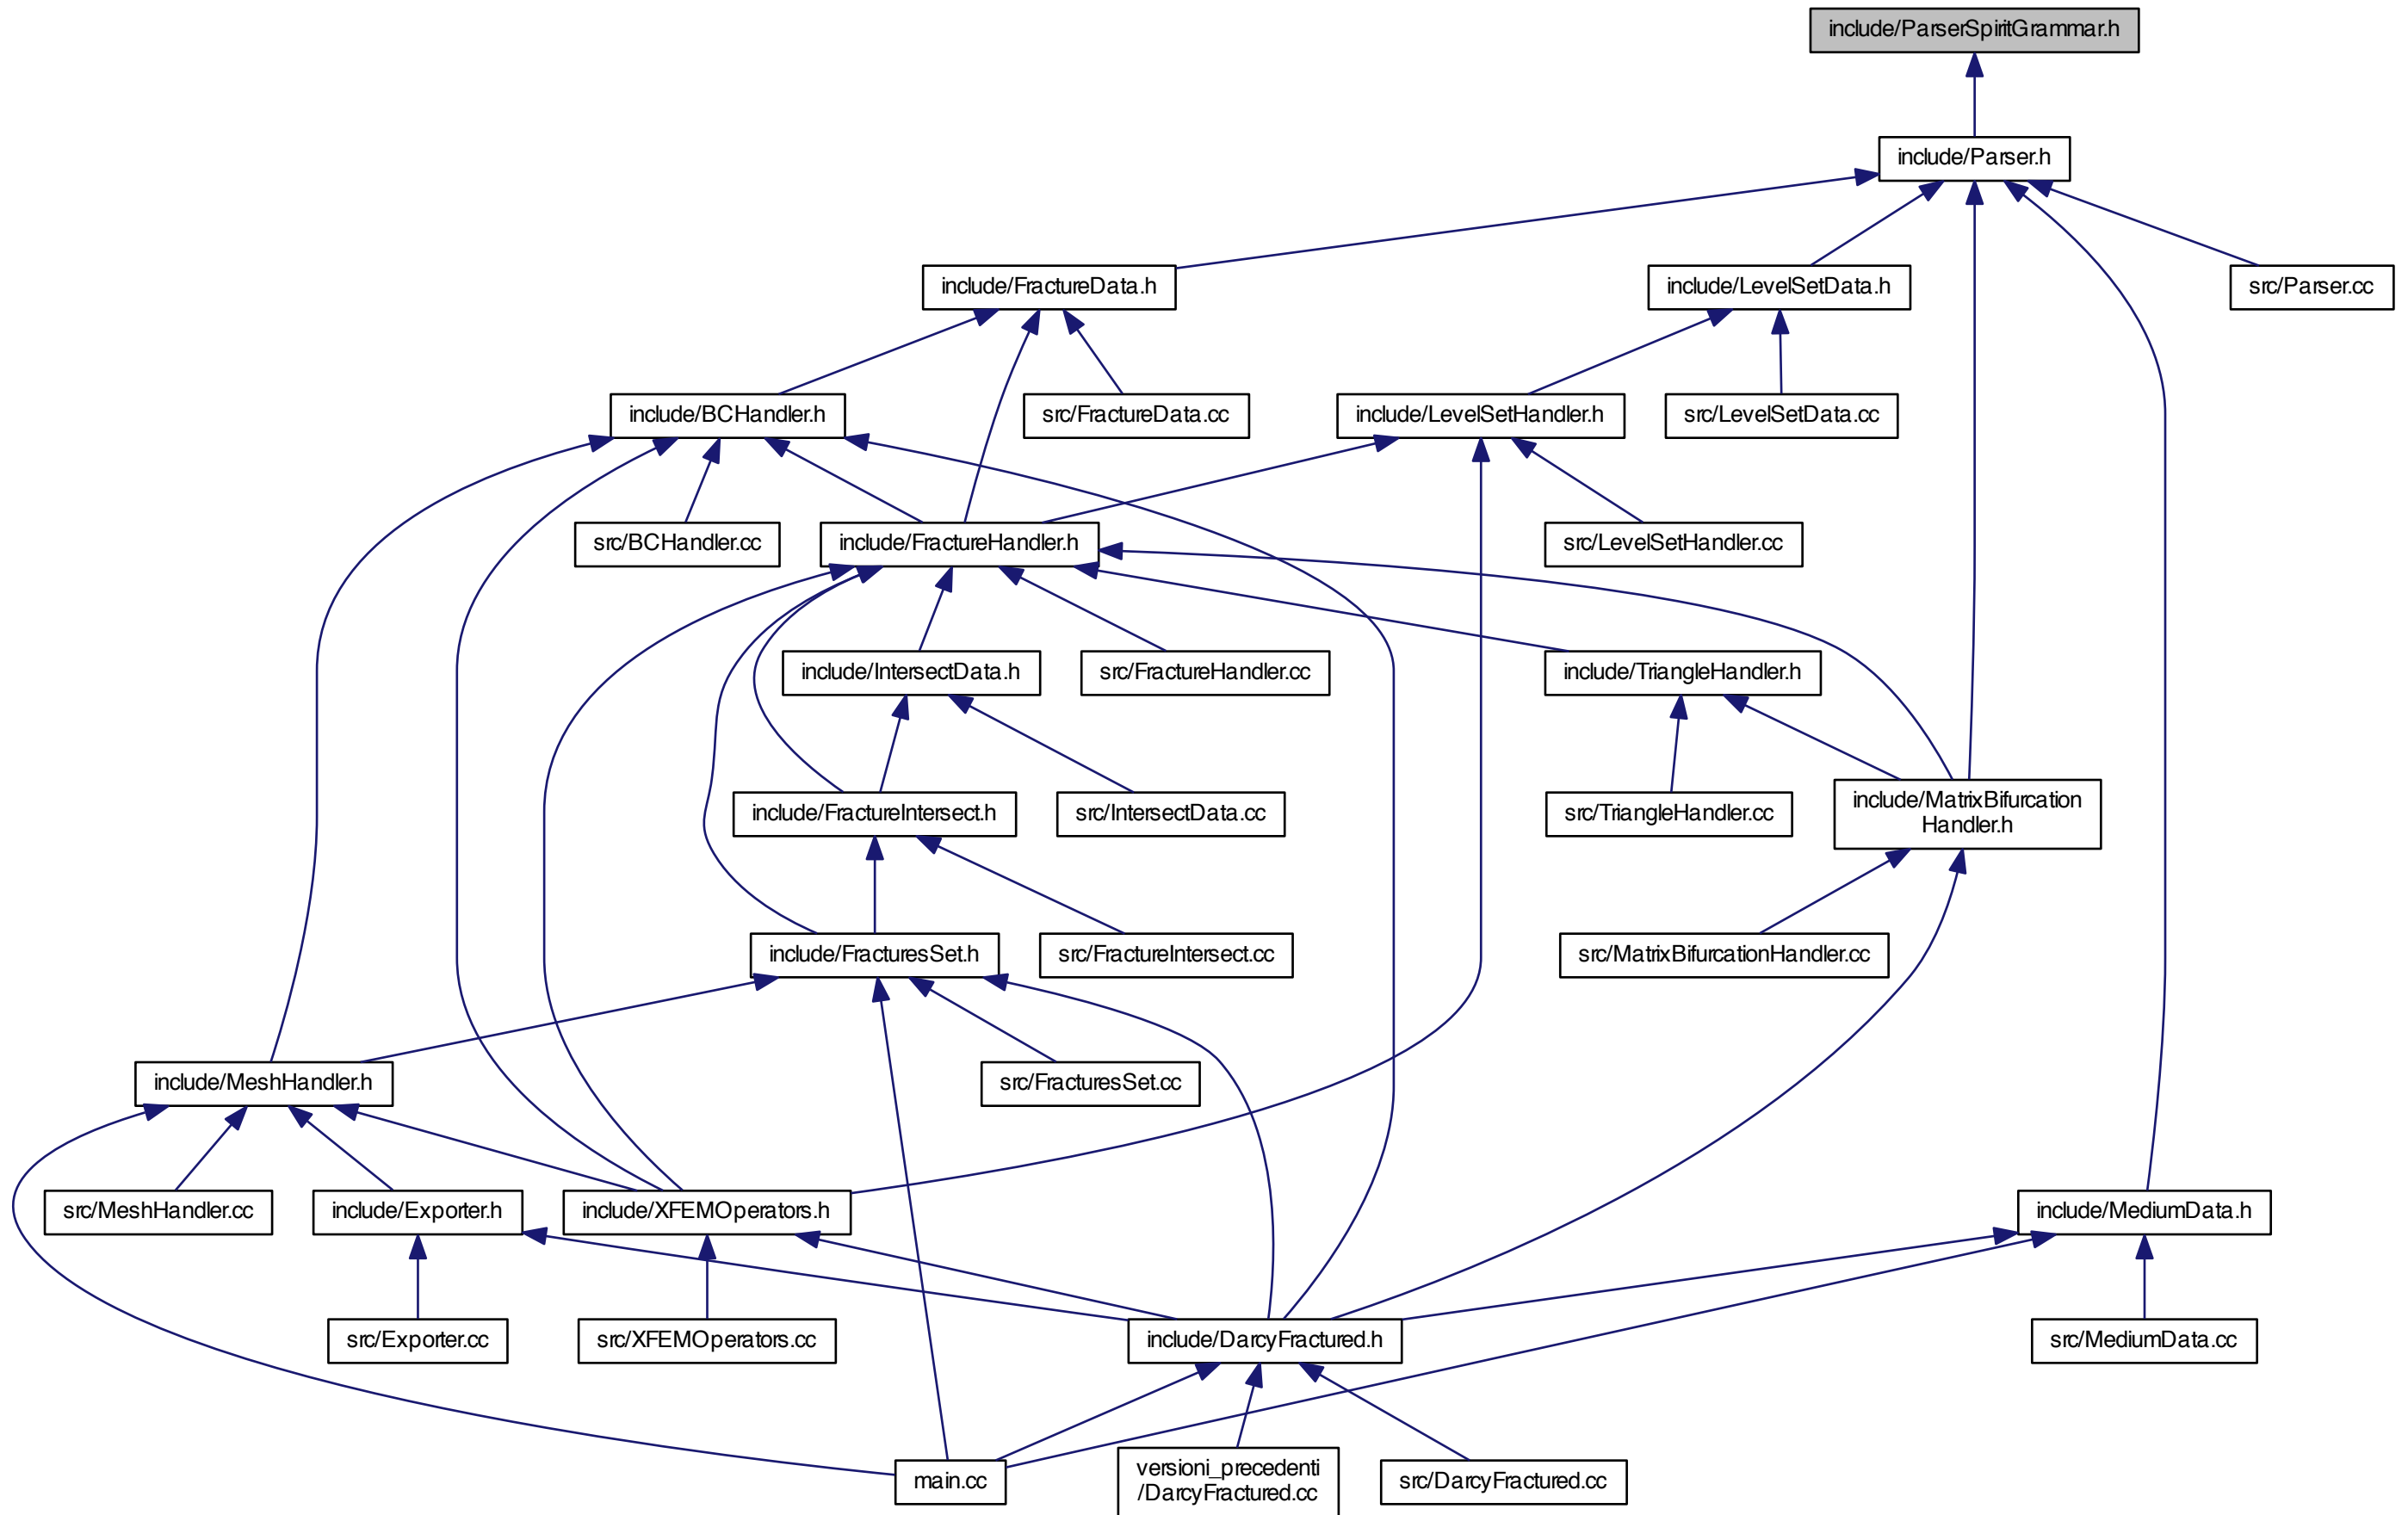 include/ParserSpiritGrammar.h
include/Parser.h
include/FractureData.h
include/LevelSetData.h
src/Parser.cc
include/BCHandler.h
src/FractureData.cc
include/LevelSetHandler.h
src/LevelSetData.cc
src/BCHandler.cc
include/FractureHandler.h
src/LevelSetHandler.cc
include/IntersectData.h
src/FractureHandler.cc
include/TriangleHandler.h
include/FractureIntersect.h
src/IntersectData.cc
src/TriangleHandler.cc
include/MatrixBifurcation
Handler.h
include/FracturesSet.h
src/FractureIntersect.cc
src/MatrixBifurcationHandler.cc
include/MeshHandler.h
src/FracturesSet.cc
src/MeshHandler.cc
include/Exporter.h
include/XFEMOperators.h
include/MediumData.h
src/Exporter.cc
src/XFEMOperators.cc
include/DarcyFractured.h
src/MediumData.cc
main.cc
versioni_precedenti
/DarcyFractured.cc
src/DarcyFractured.cc